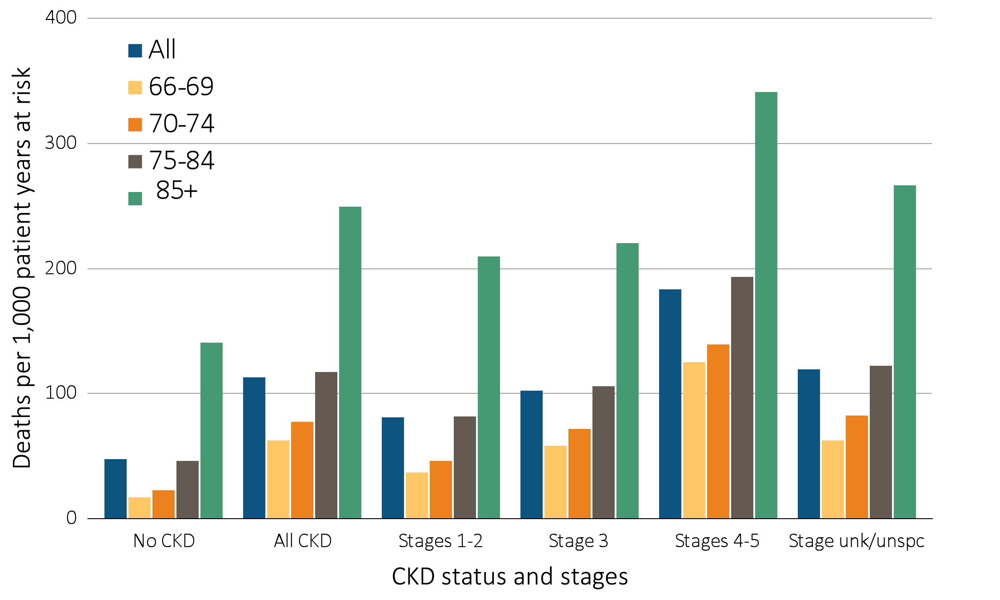 Deaths per 1,000 patient years at risk
400
300
200
100
0
All
66-69
70-74
75-84
85+
No CKD
All CKD
Stages 1-2
Stage 3
Stages 4-5
Stage unk/unspc
CKD status and stages